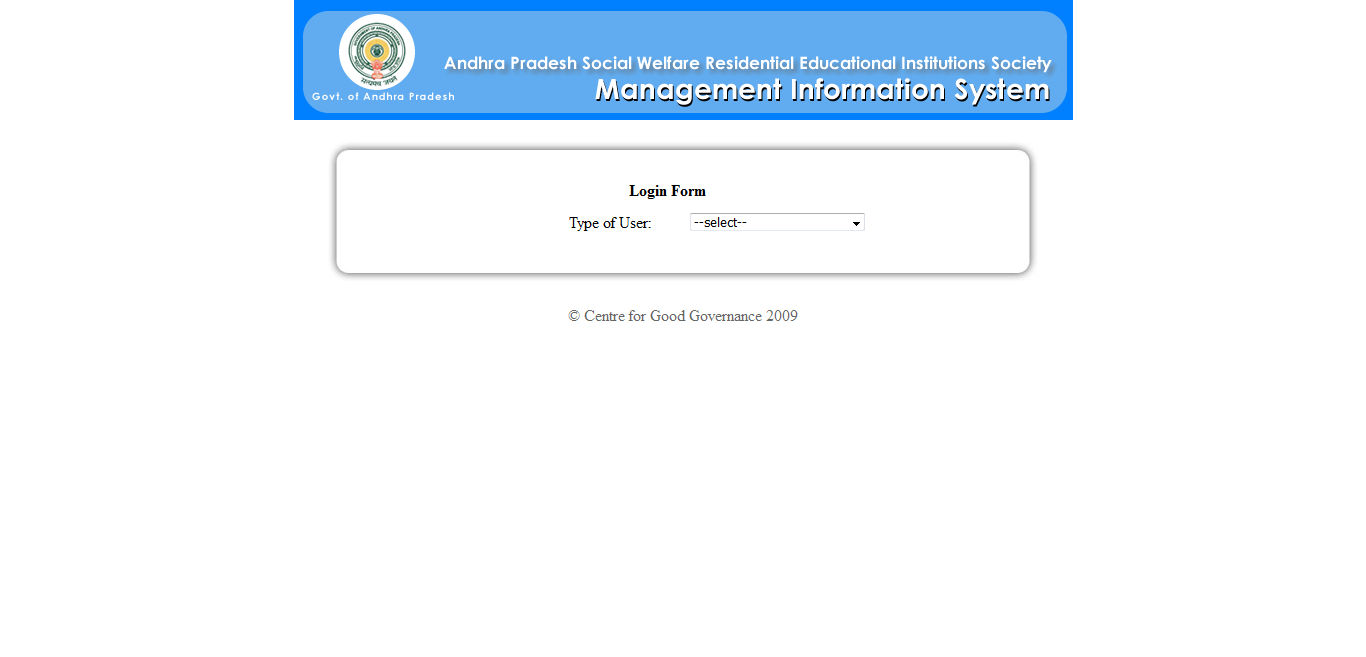 Andhra Pradesh Social Welfare Residential Educational Institutions Society
Management Information System
Govt. of Andhra Pradesh
Login Form
Type of User: --select--
© Centre for Good Governance 2009